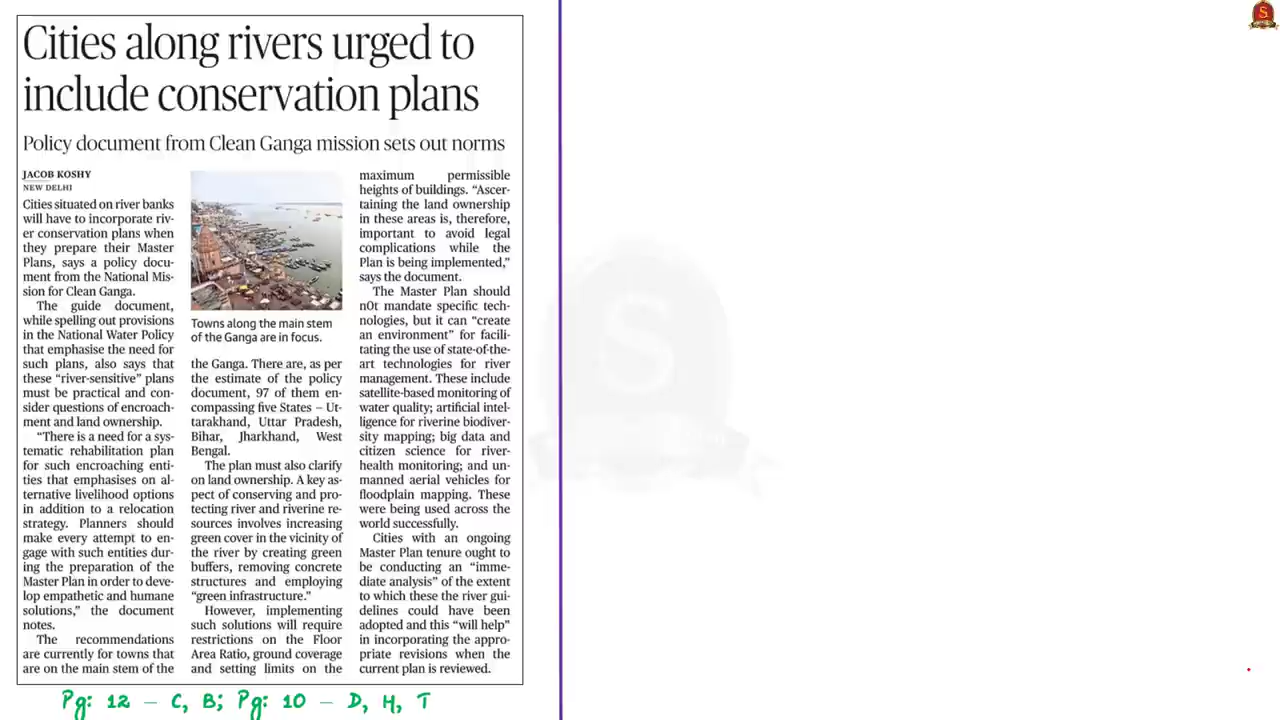 Cities along rivers urged to
include conservation plans
Policy document from Clean Ganga mission sets out norms
JACOB KOSHY
NEW DELHI
Cities situated on river banks
will have to incorporate riv-
er conservation plans when
they prepare their Master
Plans, says a policy docu-
ment from the National Mis-
sion for Clean Ganga.
The guide document,
while spelling out provisions
in the National Water Policy
that emphasise the need for
such plans, also says that
these “river-sensitive” plans
must be practical and con-
sider questions of encroach-
ment and land ownership.
“There is a need for a sys-
tematic rehabilitation plan
for such encroaching enti-
ties that emphasises on al-
ternative livelihood options
in addition to a relocation
strategy. Planners should
make every attempt to en-
gage with such entities dur-
ing the preparation of the
Master Plan in order to deve-
lop empathetic and humane
solutions,” the document
notes.
The recommendations
are currently for towns that
are on the main stem of the
Towns along the main stem
of the Ganga are in focus.
the Ganga. There are, as per
the estimate of the policy
document, 97 of them en-
compassing five States – Ut-
tarakhand, Uttar Pradesh,
Bihar, Jharkhand, West
Bengal.
The plan must also clarify
on land ownership. A key as-
pect of conserving and pro-
tecting river and riverine re-
sources involves increasing
green cover in the vicinity of
the river by creating green
buffers, removing concrete
structures and employing
“green infrastructure.”
However, implementing
such solutions will require
restrictions on the Floor
Area Ratio, ground coverage
and setting limits on the
maximum permissible
heights of buildings. “Ascer-
taining the land ownership
in these areas is, therefore,
important to avoid legal
complications while the
Plan is being implemented,”
says the document.
The Master Plan should
nOt mandate specific tech-
nologies, but it can “create
an environment” for facili-
tating the use of state-of-the-
art technologies for river
management. These include
satellite-based monitoring of
water quality; artificial intel-
ligence for riverine biodiver-
sity mapping; big data and
citizen science for river-
health monitoring; and un-
manned aerial vehicles for
floodplain mapping. These
were being used across the
world successfully.
Cities with an ongoing
Master Plan tenure ought to
be conducting an “imme-
diate analysis” of the extent
to which these the river gui-
delines could have been
adopted and this “will help”
in incorporating the appro-
priate revisions when the
current plan is reviewed.
Pg: 12 – C, B; Pg: 10 – D, H, T
S
S